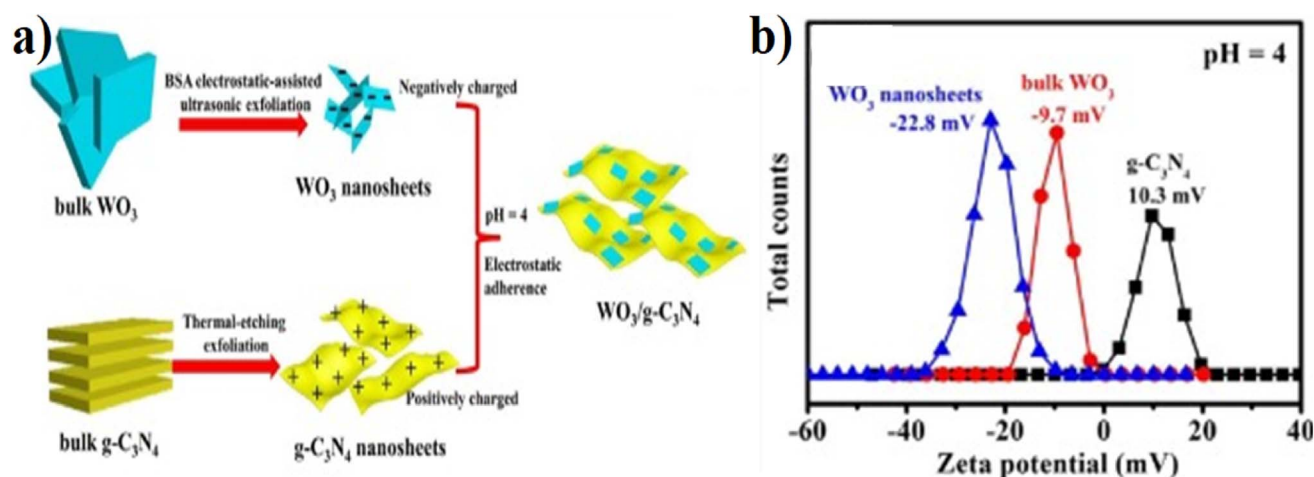 a)
BSA electrostatic-assisted
ultrasonic exfoliation
Negatively charged
bulk WO₃
WO₃ nanosheets
pH = 4
Electrostatic
adherence
WO₃/g-C₃N₄
Thermal-etching
exfoliation
Positively charged
bulk g-C₃N₄
g-C₃N₄ nanosheets
b)
pH = 4
WO₃ nanosheets
-22.8 mV
bulk WO₃
-9.7 mV
g-C₃N₄
10.3 mV
Total counts
-60 -40 -20 0 20 40
Zeta potential (mV)